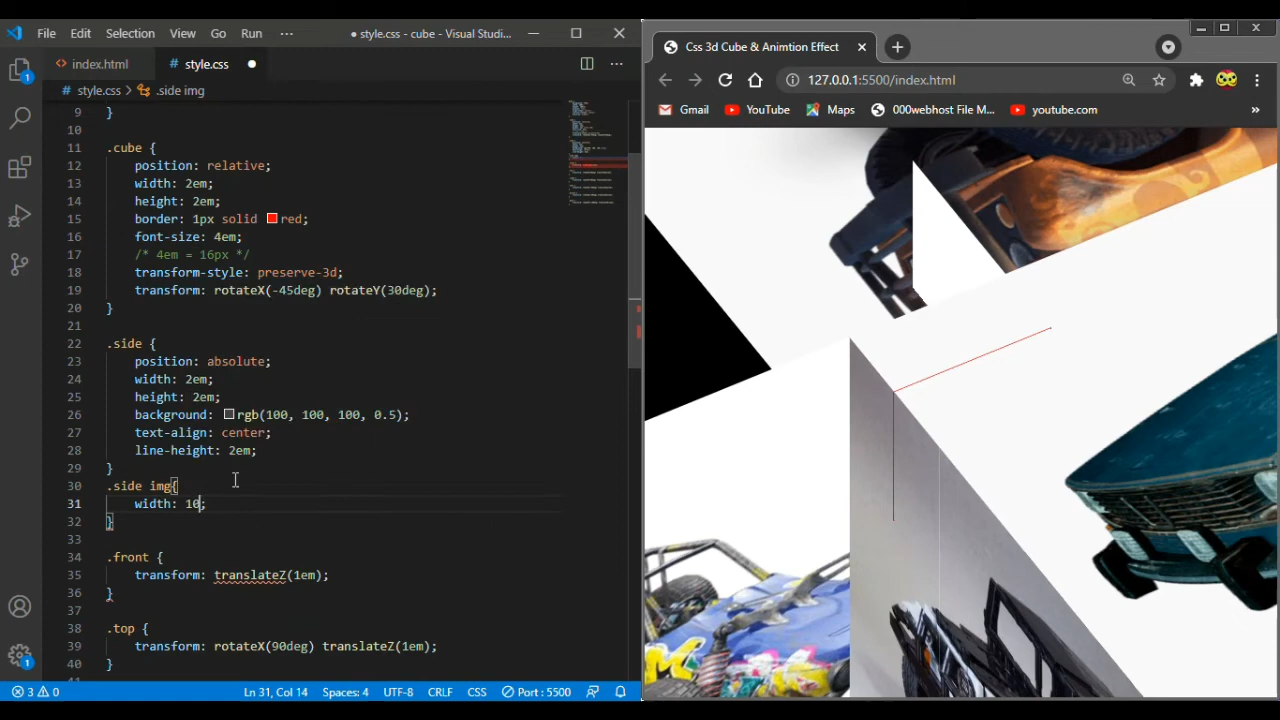 File Edit Selection View Go Run ··· ● style.css - cube - Visual Studi...
index.html # style.css ●
# style.css > .side img
9 }
10
11 .cube {
12 position: relative;
13 width: 2em;
14 height: 2em;
15 border: 1px solid red;
16 font-size: 4em;
17 /* 4em = 16px */
18 transform-style: preserve-3d;
19 transform: rotateX(-45deg) rotateY(30deg);
20 }
21
22 .side {
23 position: absolute;
24 width: 2em;
25 height: 2em;
26 background: rgb(100, 100, 100, 0.5);
27 text-align: center;
28 line-height: 2em;
29 }
30 .side img{
31 width: 10;
32 }
33
34 .front {
35 transform: translateZ(1em);
36 }
37
38 .top {
39 transform: rotateX(90deg) translateZ(1em);
40 }
1
1
3 0 Ln 31, Col 14 Spaces: 4 UTF-8 CRLF CSS Port : 5500
Css 3d Cube & Animtion Effect
127.0.0.1:5500/index.html
Gmail YouTube Maps 000webhost File M... youtube.com »